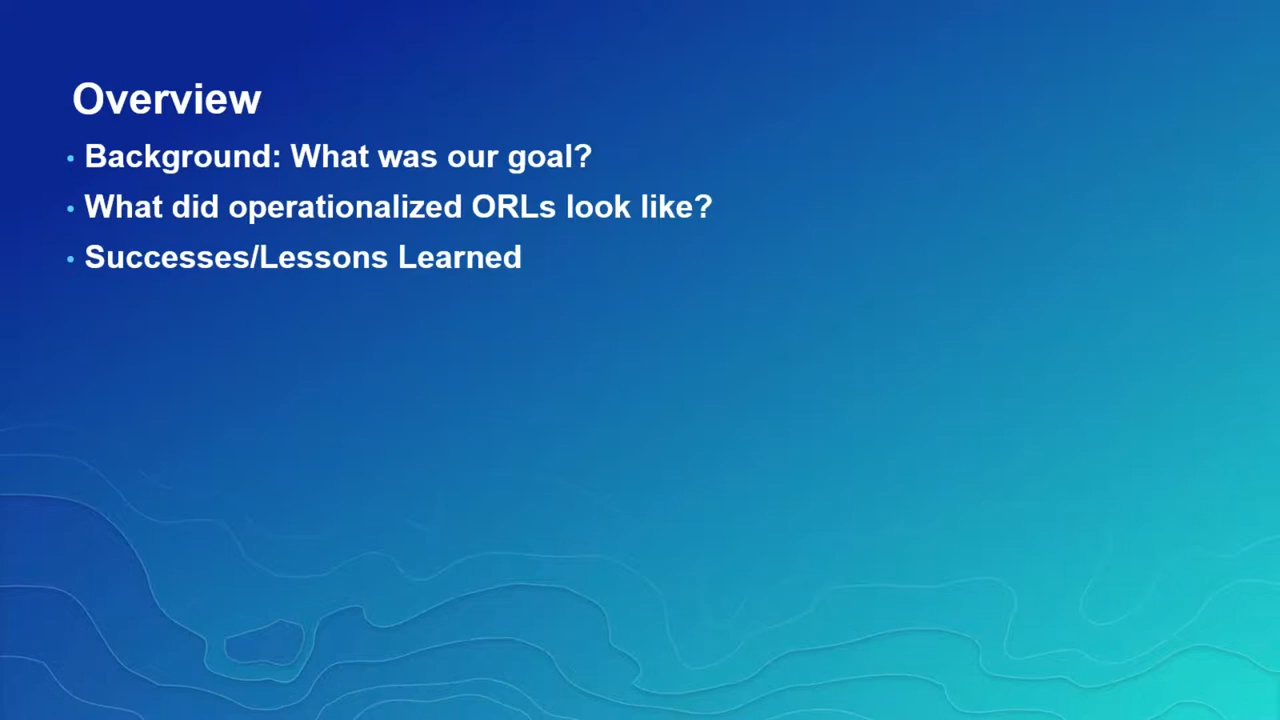 Overview
• Background: What was our goal?
• What did operationalized ORLs look like?
• Successes/Lessons Learned